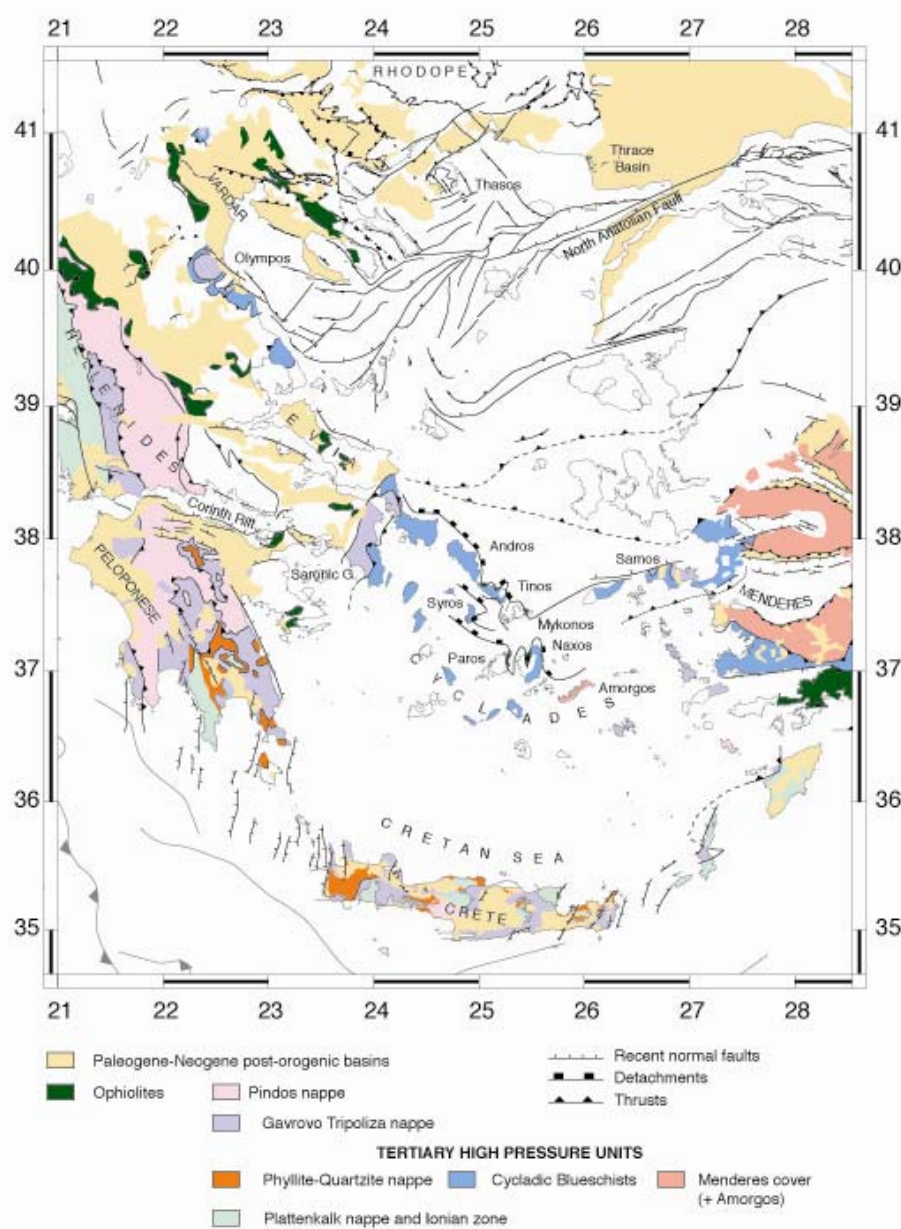 21 22 23 24 25 26 27 28
RHODOPE
41 41
Thrace
Basin
Thasos
VARDAR
North Anatolian Fault
Olympos
40 40
HELLENIDES
39 39
EVIA
Corinth Rift
38 38
Andros
PELOPONESE
Saronic G.
Samos
Tinos
MENDERES
Syros
Mykonos
Naxos
37 Paros 37
Amorgos
CYCLADES
36 36
CRETAN SEA
CRETE
35 35
21 22 23 24 25 26 27 28
Paleogene-Neogene post-orogenic basins
Recent normal faults
Ophiolites
Pindos nappe
Detachments
Thrusts
Gavrovo Tripoliza nappe
TERTIARY HIGH PRESSURE UNITS
Phyllite-Quartzite nappe Cycladic Blueschists Menderes cover
(+ Amorgos)
Plattenkalk nappe and Ionian zone